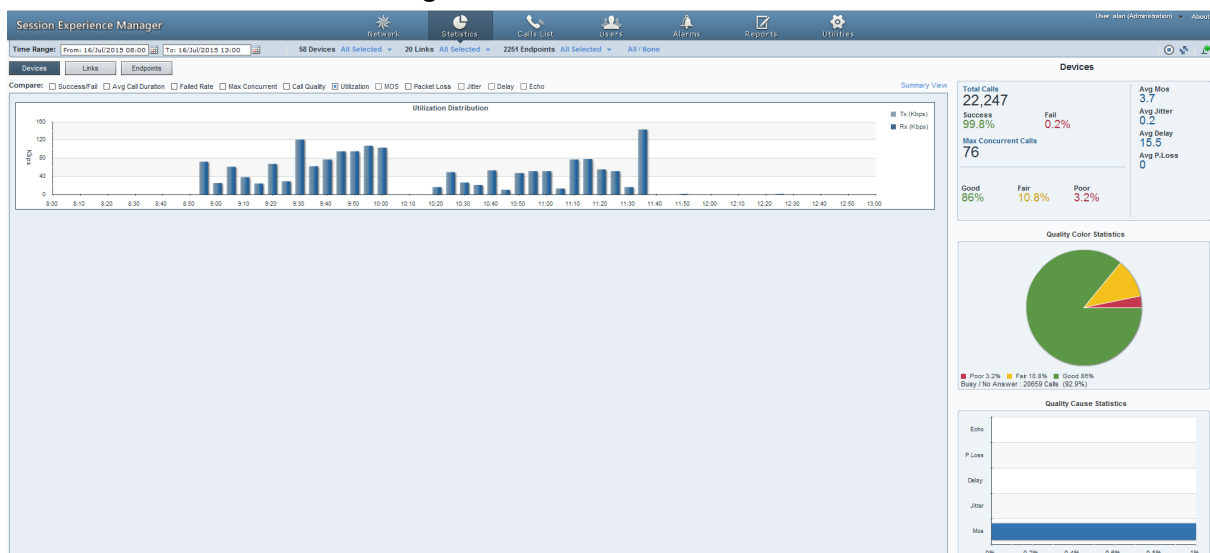 Session Experience Manager
Network
Statistics
Calls List
Users
Alarms
Reports
Utilities
User: alan (Administration) About
Time Range: From: 16/Jul/2015 08:00 To: 16/Jul/2015 13:00 58 Devices All Selected 20 Links All Selected 2251 Endpoints All Selected All / None
Devices Links Endpoints
Compare: Success/Fail Avg Call Duration Failed Rate Max Concurrent Call Quality Utilization MOS Packet Loss Jitter Delay Echo Summary View
Utilization Distribution
Tx (Kbps)
Rx (Kbps)
Kbps
160
120
80
40
0
8:00 8:10 8:20 8:30 8:40 8:50 9:00 9:10 9:20 9:30 9:40 9:50 10:00 10:10 10:20 10:30 10:40 10:50 11:00 11:10 11:20 11:30 11:40 11:50 12:00 12:10 12:20 12:30 12:40 12:50 13:00
Devices
Total Calls
22,247
Success Fail
99.8% 0.2%
Max Concurrent Calls
76
Good Fair Poor
86% 10.8% 3.2%
Avg Mos
3.7
Avg Jitter
0.2
Avg Delay
15.5
Avg P.Loss
0
Quality Color Statistics
Poor 3.2% Fair 10.8% Good 86%
Busy / No Answer : 20659 Calls (92.9%)
Quality Cause Statistics
Echo
P.Loss
Delay
Jitter
Mos
0% 0.2% 0.4% 0.6% 0.8% 1%